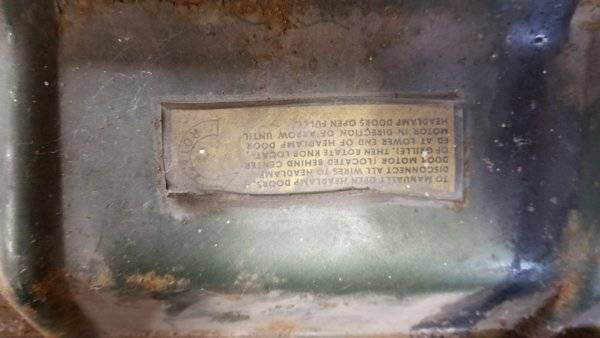 TO MANUALLY OPEN HEADLAMP DOORS,
DISCONNECT ALL WIRES TO HEADLAMP
DOOR MOTOR (LOCATED BEHIND CENTER
OF GRILLE), THEN ROTATE KNOB LOCAT-
ED AT LOWER END OF HEADLAMP DOOR
MOTOR IN DIRECTION OF ARROW UNTIL
HEADLAMP DOORS OPEN FULLY.